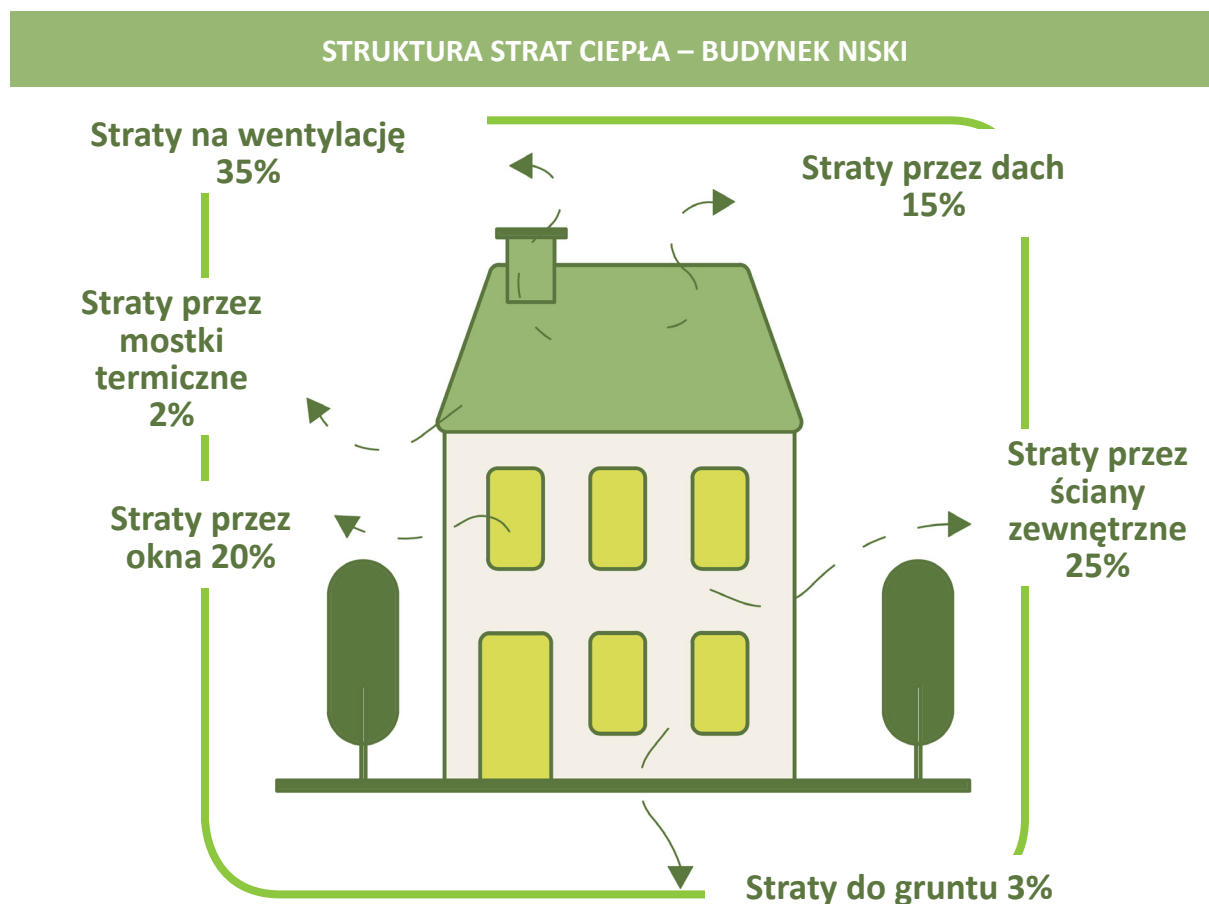 STRUKTURA STRAT CIEPŁA – BUDYNEK NISKI
Straty na wentylację
35%
Straty przez dach
15%
Straty przez
mostki
termiczne
2%
Straty przez
ściany
zewnętrzne
25%
Straty przez
okna 20%
Straty do gruntu 3%